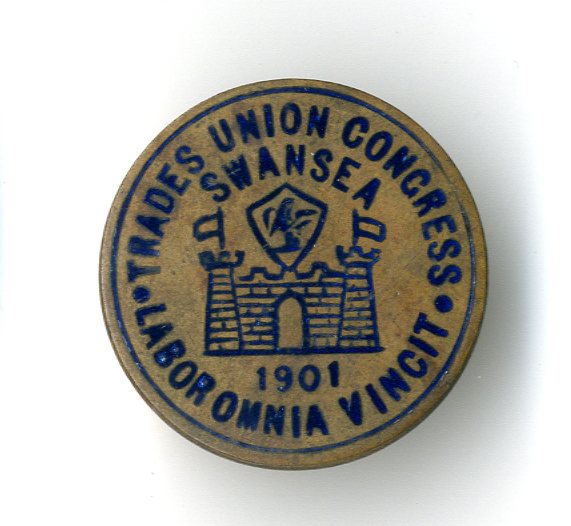 • TRADES UNION CONGRESS •
SWANSEA
1901
LABOR OMNIA VINCIT